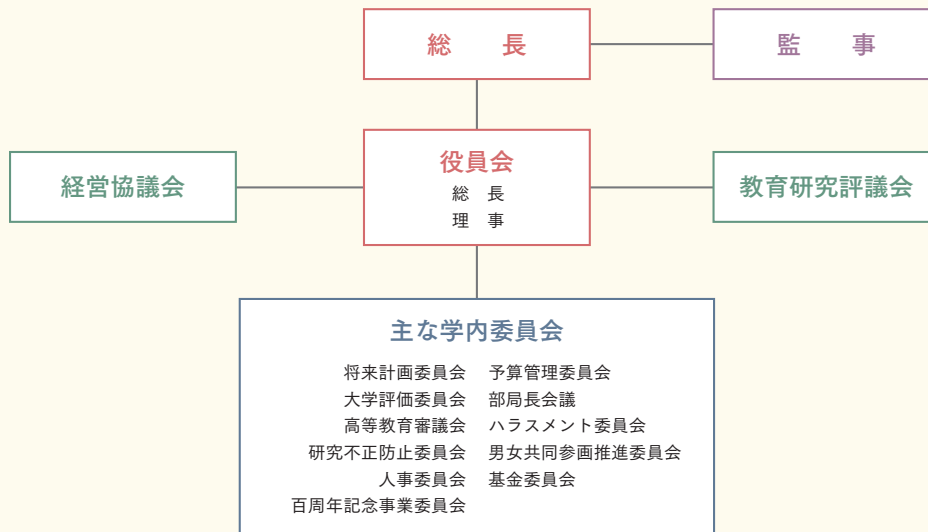 総　長
監　事
経営協議会
役員会
総　長
理　事
教育研究評議会
主な学内委員会
将来計画委員会　予算管理委員会
大学評価委員会　部局長会議
高等教育審議会　ハラスメント委員会
研究不正防止委員会　男女共同参画推進委員会
人事委員会　基金委員会
百周年記念事業委員会